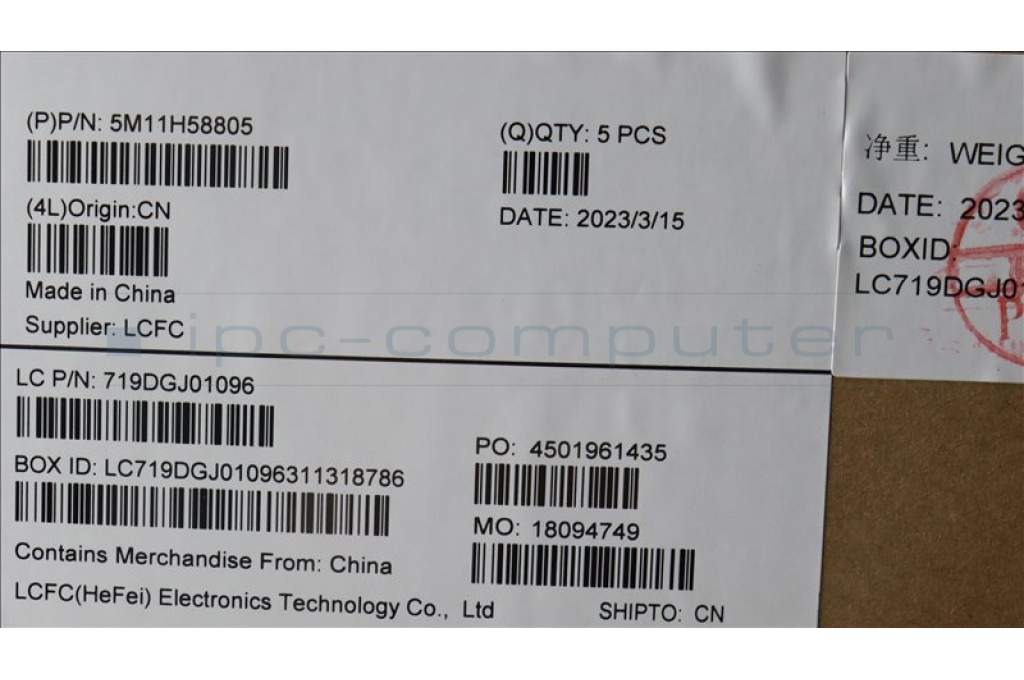 (P)P/N: 5M11H58805
(4L)Origin:CN
Made in China
Supplier: LCFC
(Q)QTY: 5 PCS
DATE: 2023/3/15
净重: WEIG
DATE: 2023
BOXID:
LC719DGJ01
ipc-computer
LC P/N: 719DGJ01096
BOX ID: LC719DGJ01096311318786
Contains Merchandise From: China
LCFC(HeFei) Electronics Technology Co., Ltd
PO: 4501961435
MO: 18094749
SHIPTO: CN